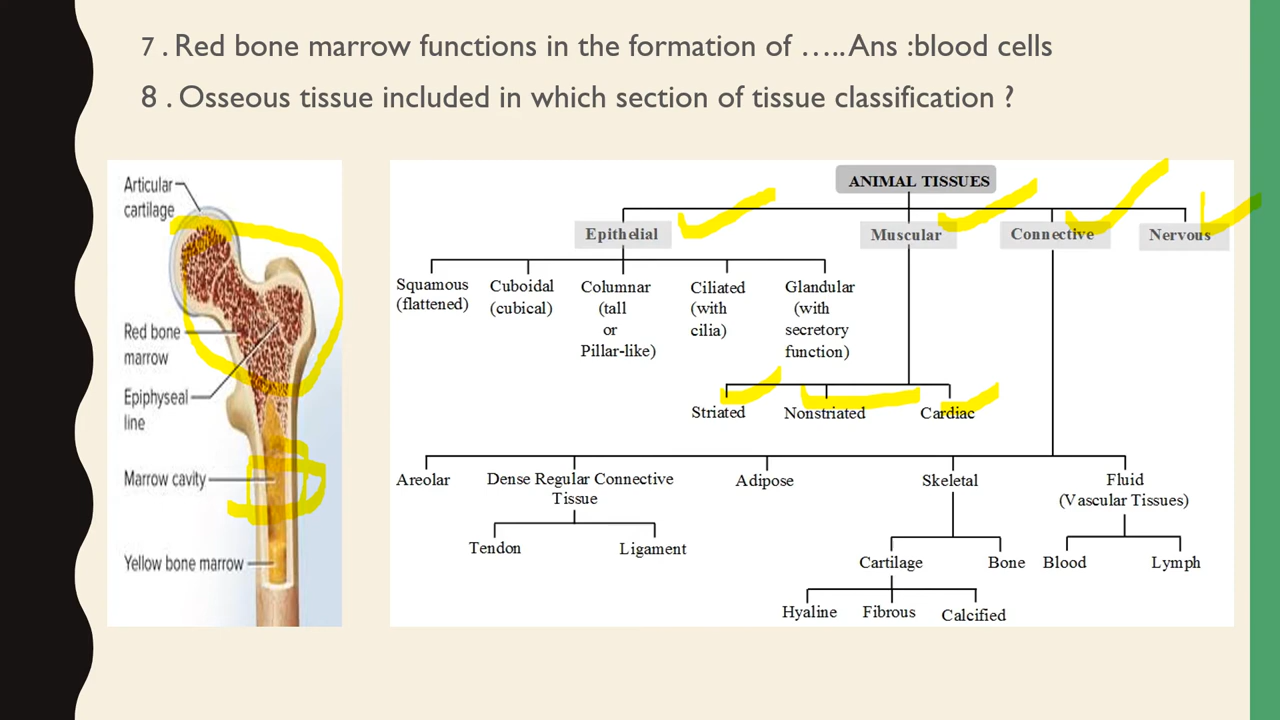 7 . Red bone marrow functions in the formation of ….. Ans :blood cells
8 . Osseous tissue included in which section of tissue classification ?
Articular
cartilage
Red bone
marrow
Epiphyseal
line
Marrow cavity
Yellow bone marrow
ANIMAL TISSUES
Epithelial Muscular Connective Nervous
Squamous Cuboidal Columnar Ciliated Glandular
(flattened) (cubical) (tall (with (with
or cilia) secretory
Pillar-like) function)
Striated Nonstriated Cardiac
Areolar Dense Regular Connective Adipose Skeletal Fluid
Tissue (Vascular Tissues)
Tendon Ligament Cartilage Bone Blood Lymph
Hyaline Fibrous Calcified